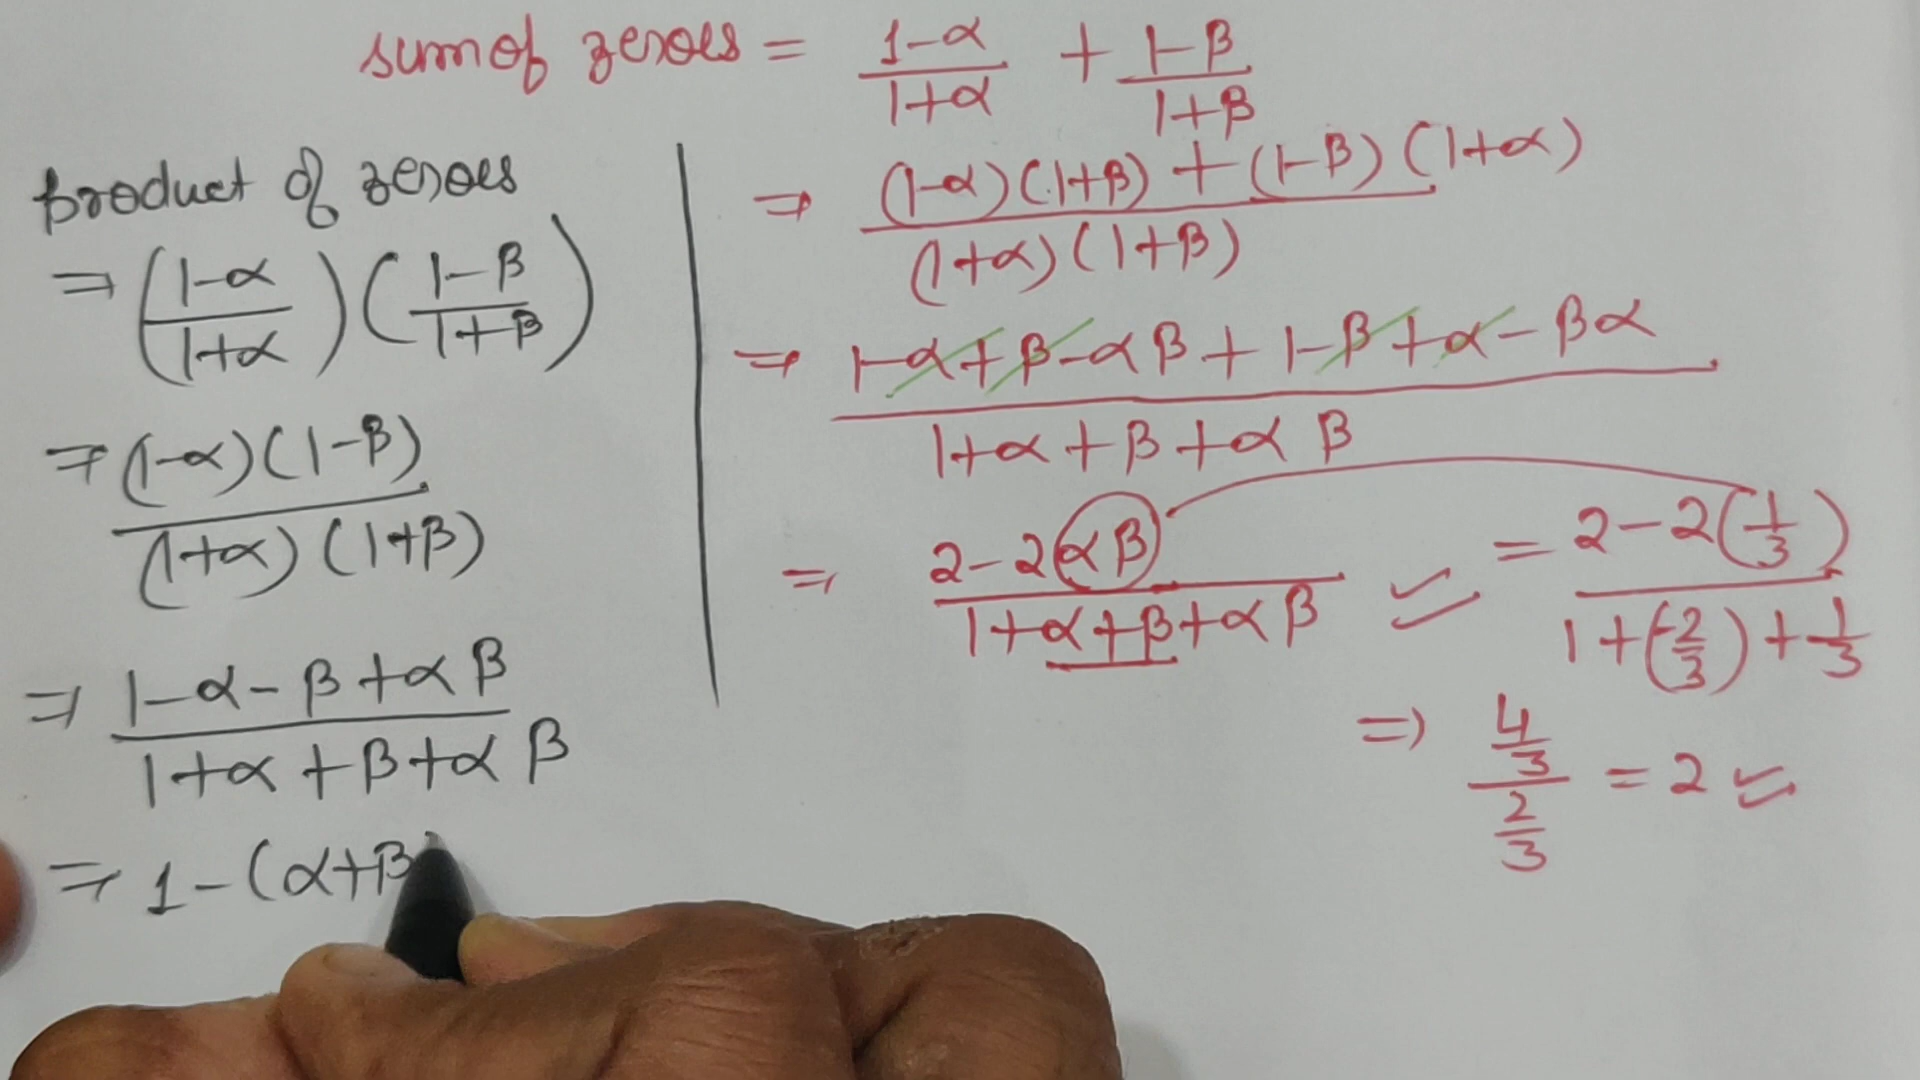 sum of zeroes = (1-α)/(1+α) + (1-β)/(1+β)
⇒ ((1-α)(1+β) + (1-β)(1+α))/((1+α)(1+β))
⇒ (1-α+β-αβ+1-β+α-βα)/(1+α+β+αβ)
= (2-2αβ)/(1+α+β+αβ) = (2-2(1/3))/(1+(-2/3)+1/3)
⇒ (4/3)/(2/3) = 2
product of zeroes
⇒ ((1-α)/(1+α))((1-β)/(1+β))
⇒ ((1-α)(1-β))/((1+α)(1+β))
⇒ (1-α-β+αβ)/(1+α+β+αβ)
⇒ 1-(α+β